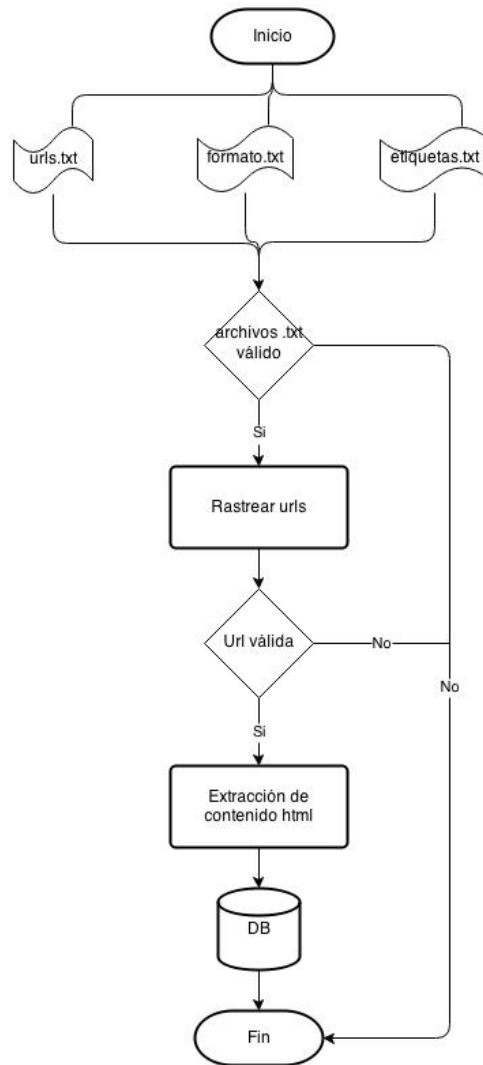 Inicio
urls.txt
formato.txt
etiquetas.txt
archivos .txt
válido
Si
Rastrear urls
Url válida
No
No
Si
Extracción de
contenido html
DB
Fin